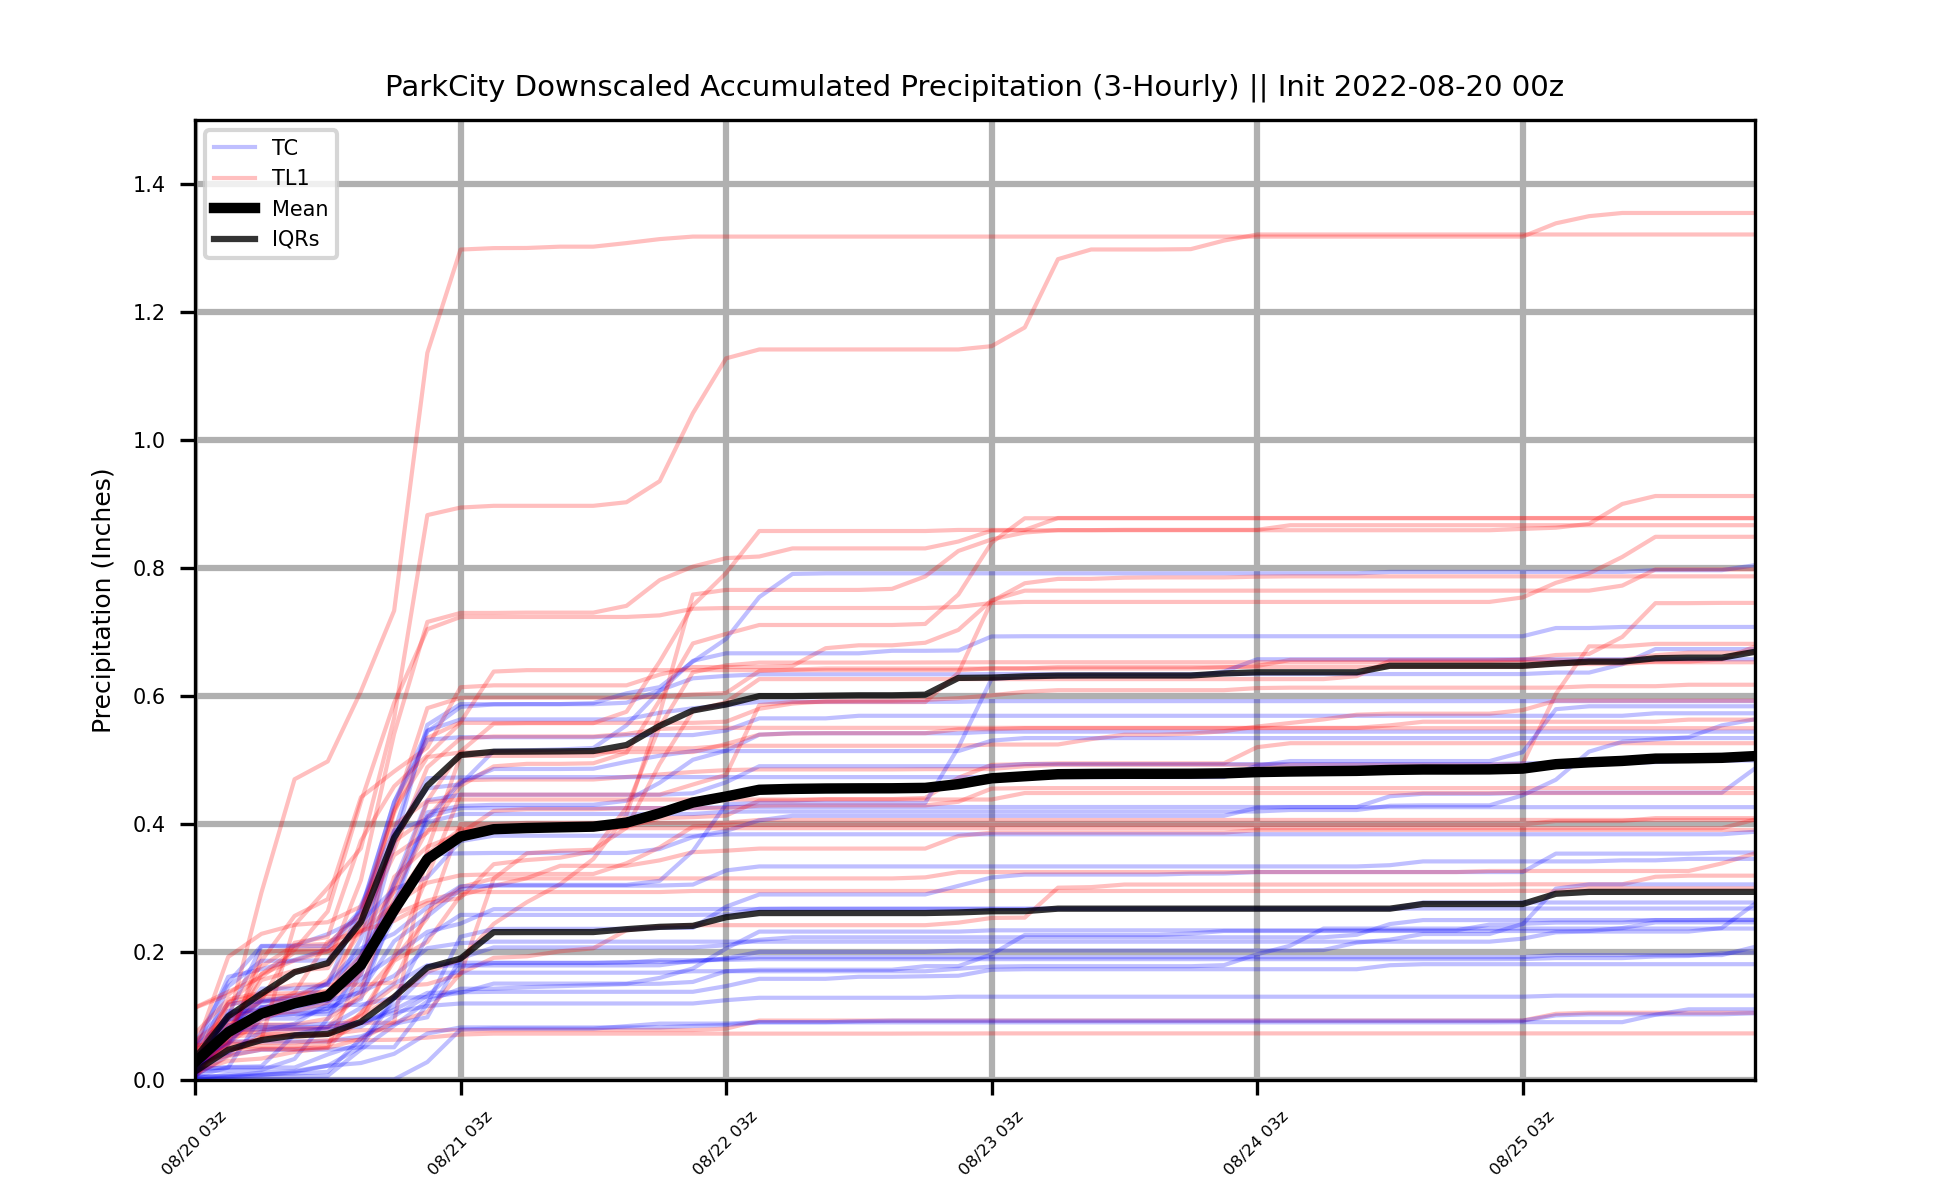 ParkCity Downscaled Accumulated Precipitation (3-Hourly) || Init 2022-08-20 00z
TC
TL1
Mean
IQRs
Precipitation (Inches)
1.4
1.2
1.0
0.8
0.6
0.4
0.2
0.0
08/20 03z
08/21 03z
08/22 03z
08/23 03z
08/24 03z
08/25 03z